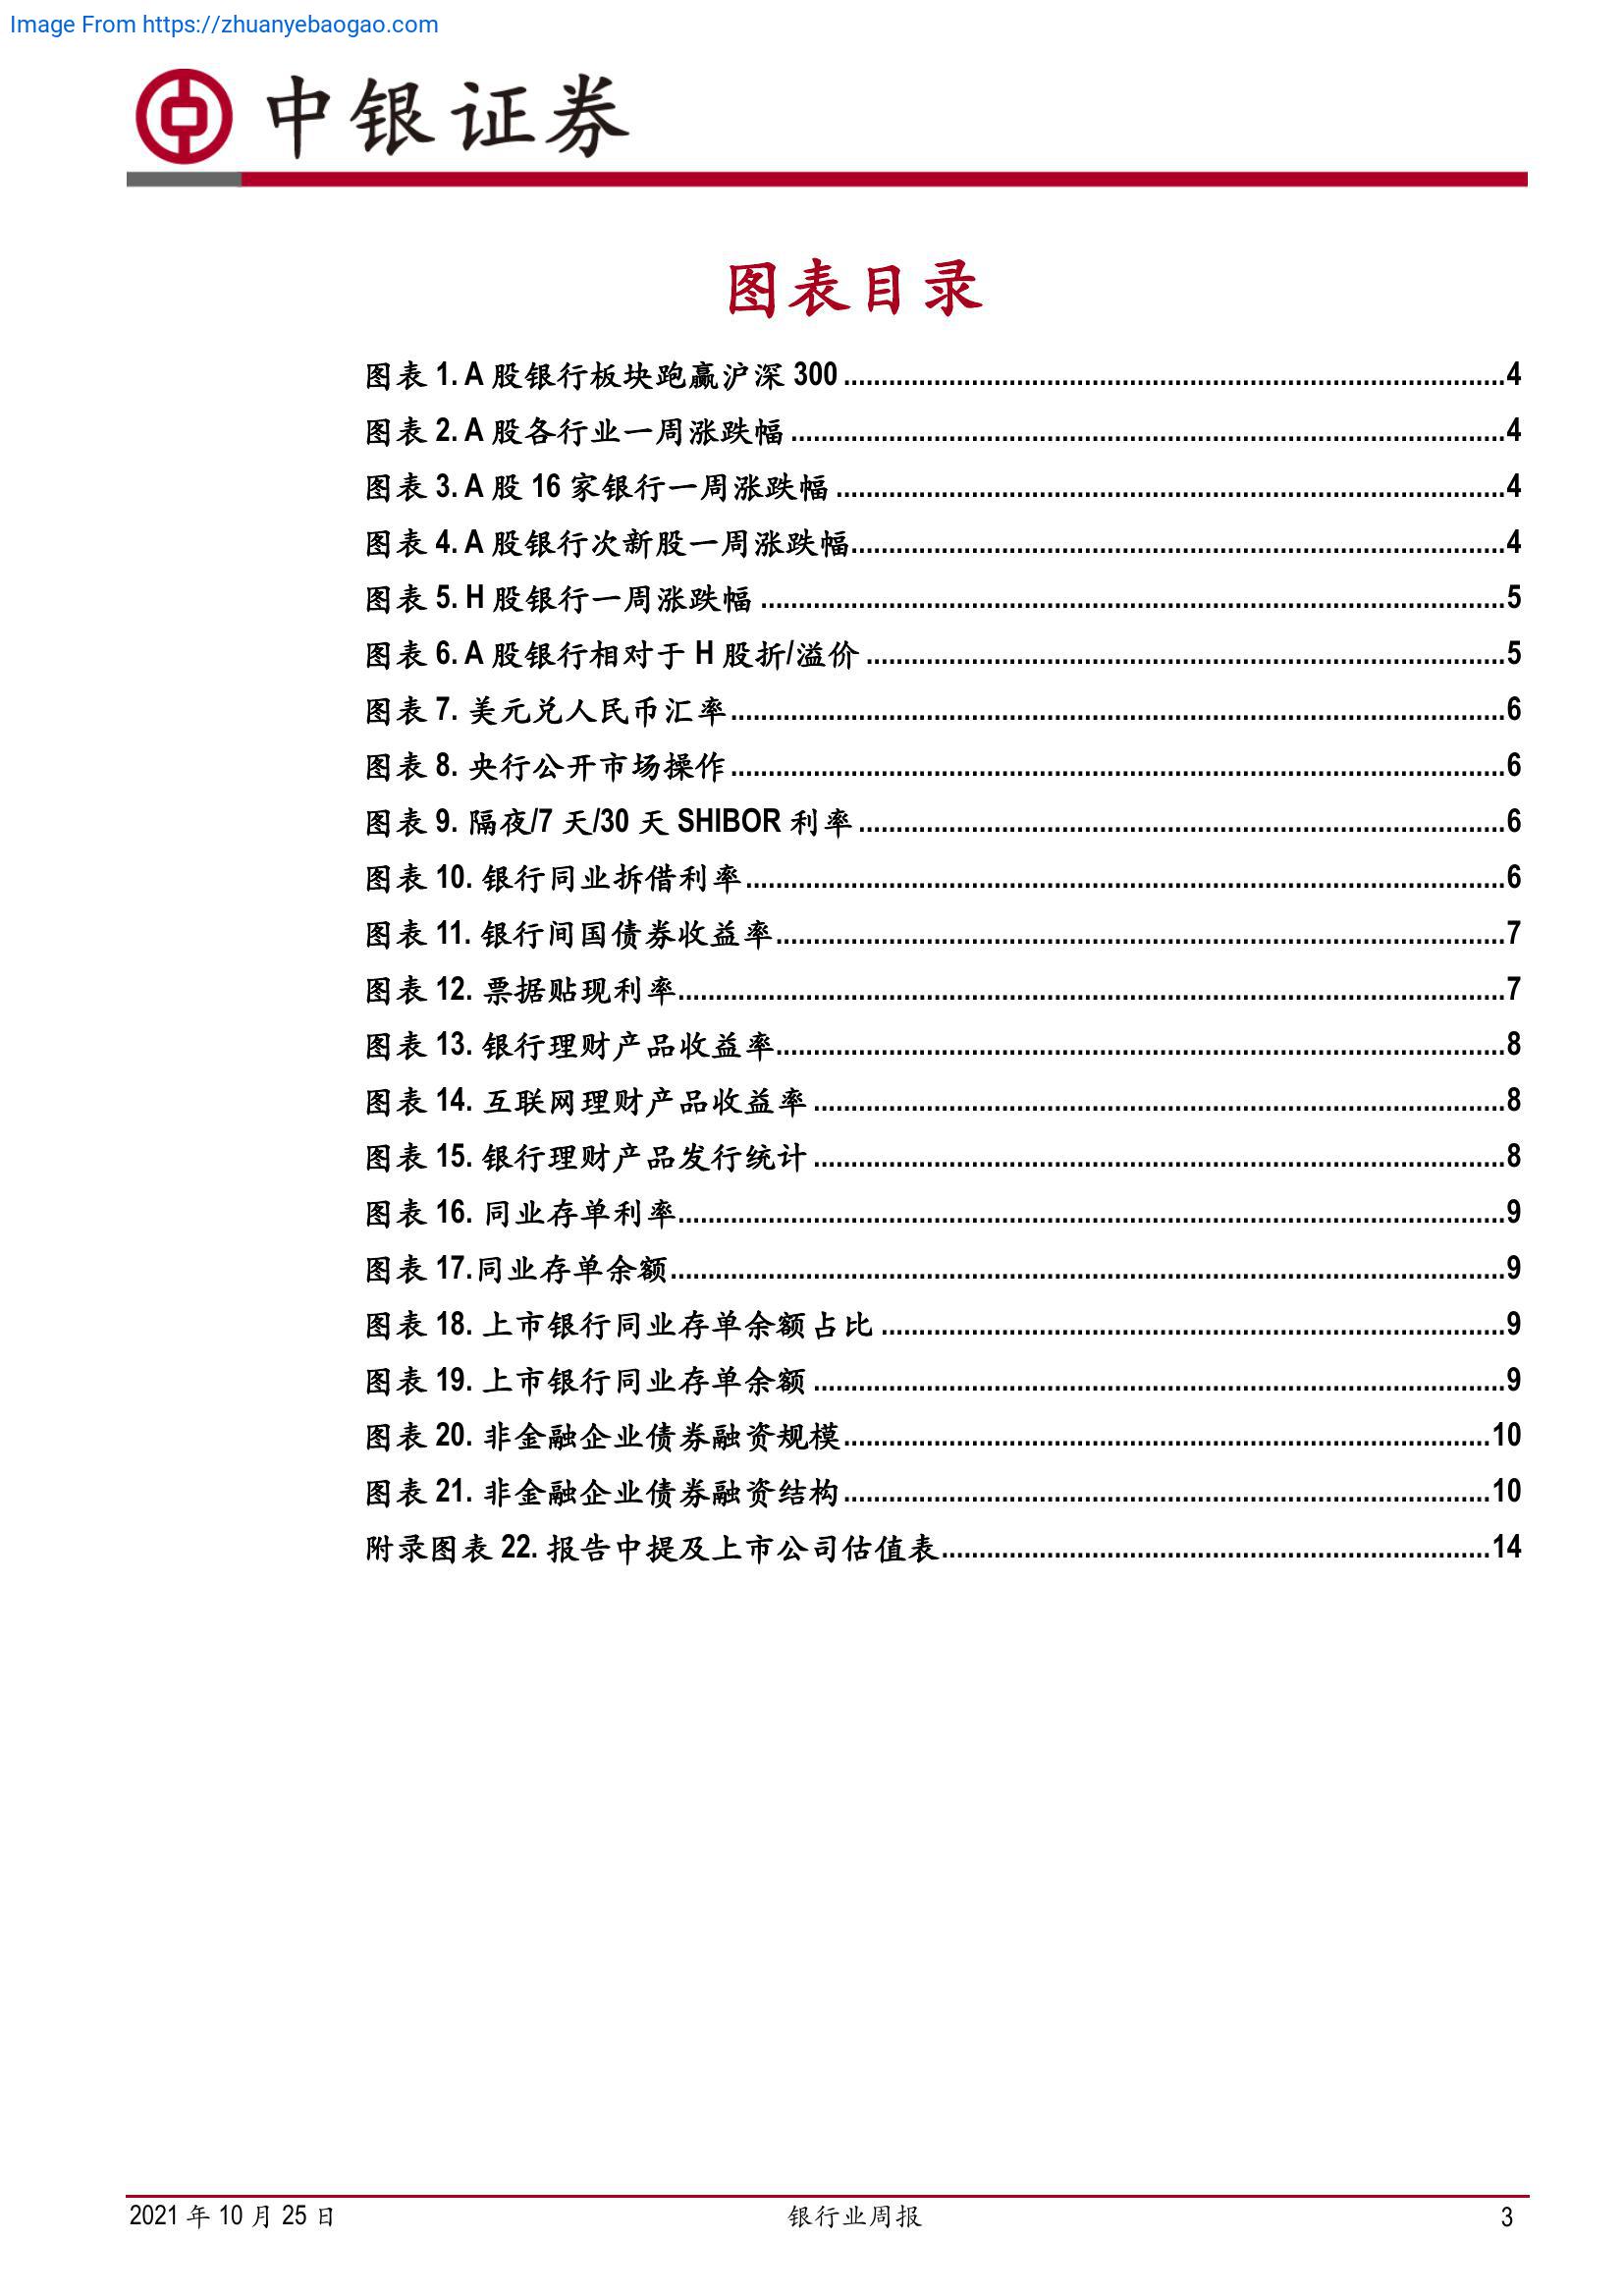 Image From https://zhuanyebaogao.com
中银证券
图表目录
图表 1. A 股银行板块跑赢沪深 300 ........ 4
图表 2. A 股各行业一周涨跌幅 ........ 4
图表 3. A 股 16 家银行一周涨跌幅 ........ 4
图表 4. A 股银行次新股一周涨跌幅........ 4
图表 5. H 股银行一周涨跌幅 ........ 5
图表 6. A 股银行相对于 H 股折/溢价 ........ 5
图表 7. 美元兑人民币汇率........ 6
图表 8. 央行公开市场操作........ 6
图表 9. 隔夜/7 天/30 天 SHIBOR 利率 ........ 6
图表 10. 银行同业拆借利率........ 6
图表 11. 银行间国债券收益率........ 7
图表 12. 票据贴现利率........ 7
图表 13. 银行理财产品收益率........ 8
图表 14. 互联网理财产品收益率 ........ 8
图表 15. 银行理财产品发行统计 ........ 8
图表 16. 同业存单利率........ 9
图表 17.同业存单余额........ 9
图表 18. 上市银行同业存单余额占比 ........ 9
图表 19. 上市银行同业存单余额 ........ 9
图表 20. 非金融企业债券融资规模........ 10
图表 21. 非金融企业债券融资结构........ 10
附录图表 22. 报告中提及上市公司估值表........ 14
2021 年 10 月 25 日 银行业周报 3